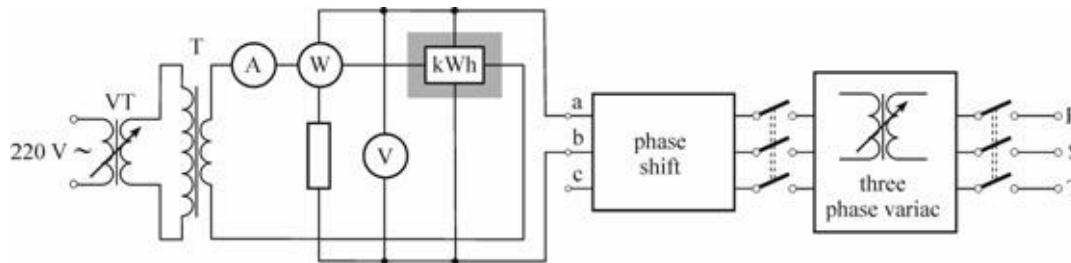 T
VT
220 V ~
A
W
kWh
V
a
b
c
phase
shift
three
phase variac